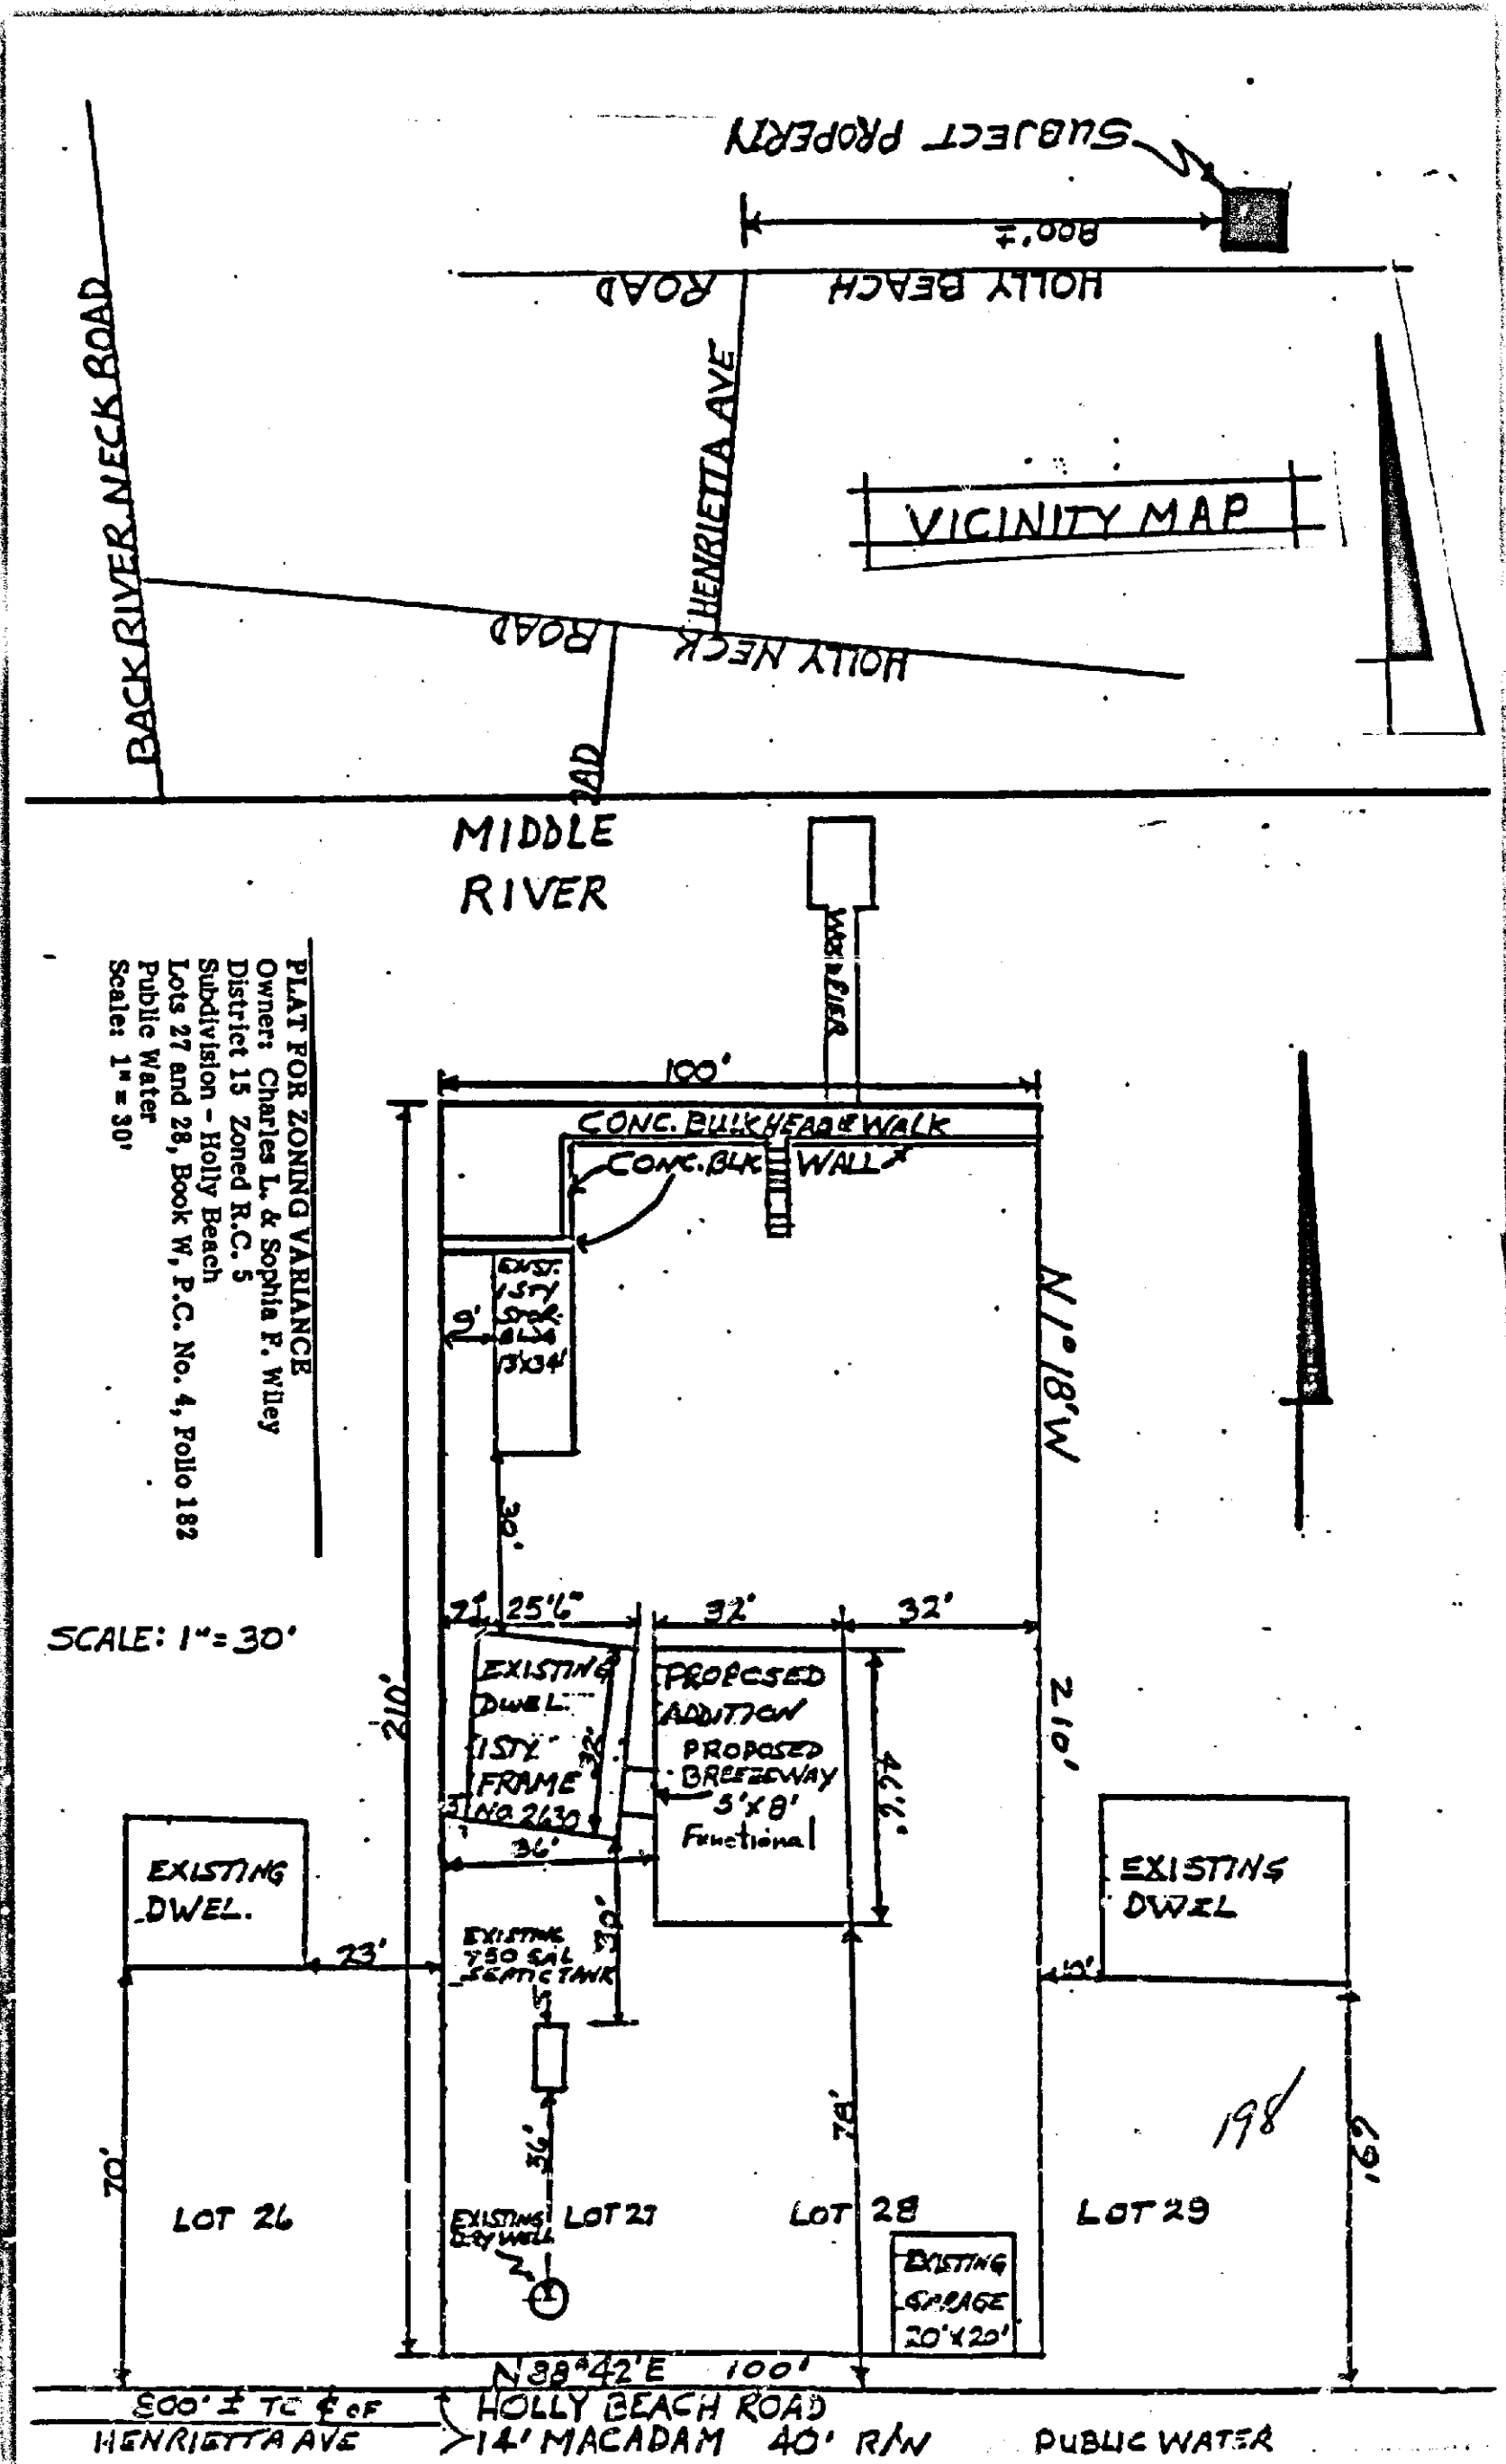 SUBJECT PROPERTY
800'±
HOLLY BEACH ROAD
BACK RIVER NECK ROAD
HENRIETTA AVE
VICINITY MAP
HOLLY NECK ROAD
MIDDLE
RIVER
PIER
PLAT FOR ZONING VARIANCE
Owner: Charles L. & Sophia F. Wiley
District 15 Zoned R.C. 5
Subdivision - Holly Beach
Lots 27 and 28, Book W, P.C. No. 4, Folio 182
Public Water
Scale: 1" = 30'
100'
CONC. BULKHEAD & WALK
CONC. BLK WALL
EXIST.
1 STY
STOR.
BLDG
13'X34'
9'
N 1° 18' W
30'
SCALE: 1"= 30'
7'
25'6"
32'
32'
210'
210'
EXISTING
DWEL.
1 STY.
FRAME
NO. 2630
32'
3'
36'
PROPOSED
ADDITION
PROPOSED
BREEZEWAY
5'X8'
Functional
46'6"
EXISTING
DWEL.
EXISTING
DWEL
23'
EXISTING
750 GAL
SEPTIC TANK
30'
10'
36'
78'
70'
69'
198
LOT 26
EXISTING
DRY WELL
LOT 27
LOT 28
LOT 29
EXISTING
GARAGE
20'X20'
N 88° 42' E 100'
800' ± TO ℄ OF
HENRIETTA AVE
HOLLY BEACH ROAD
14' MACADAM 40' R/W
PUBLIC WATER